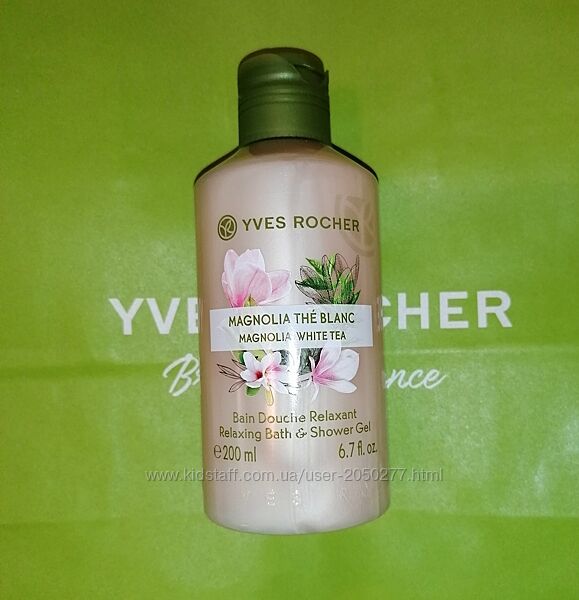 YVES ROCHER
MAGNOLIA THÉ BLANC
MAGNOLIA WHITE TEA
Bain Douche Relaxant
Relaxing Bath & Shower Gel
e 200 ml 6.7 fl. oz.
YVES CHER
www.kidstaff.com.ua/user-2050277.html